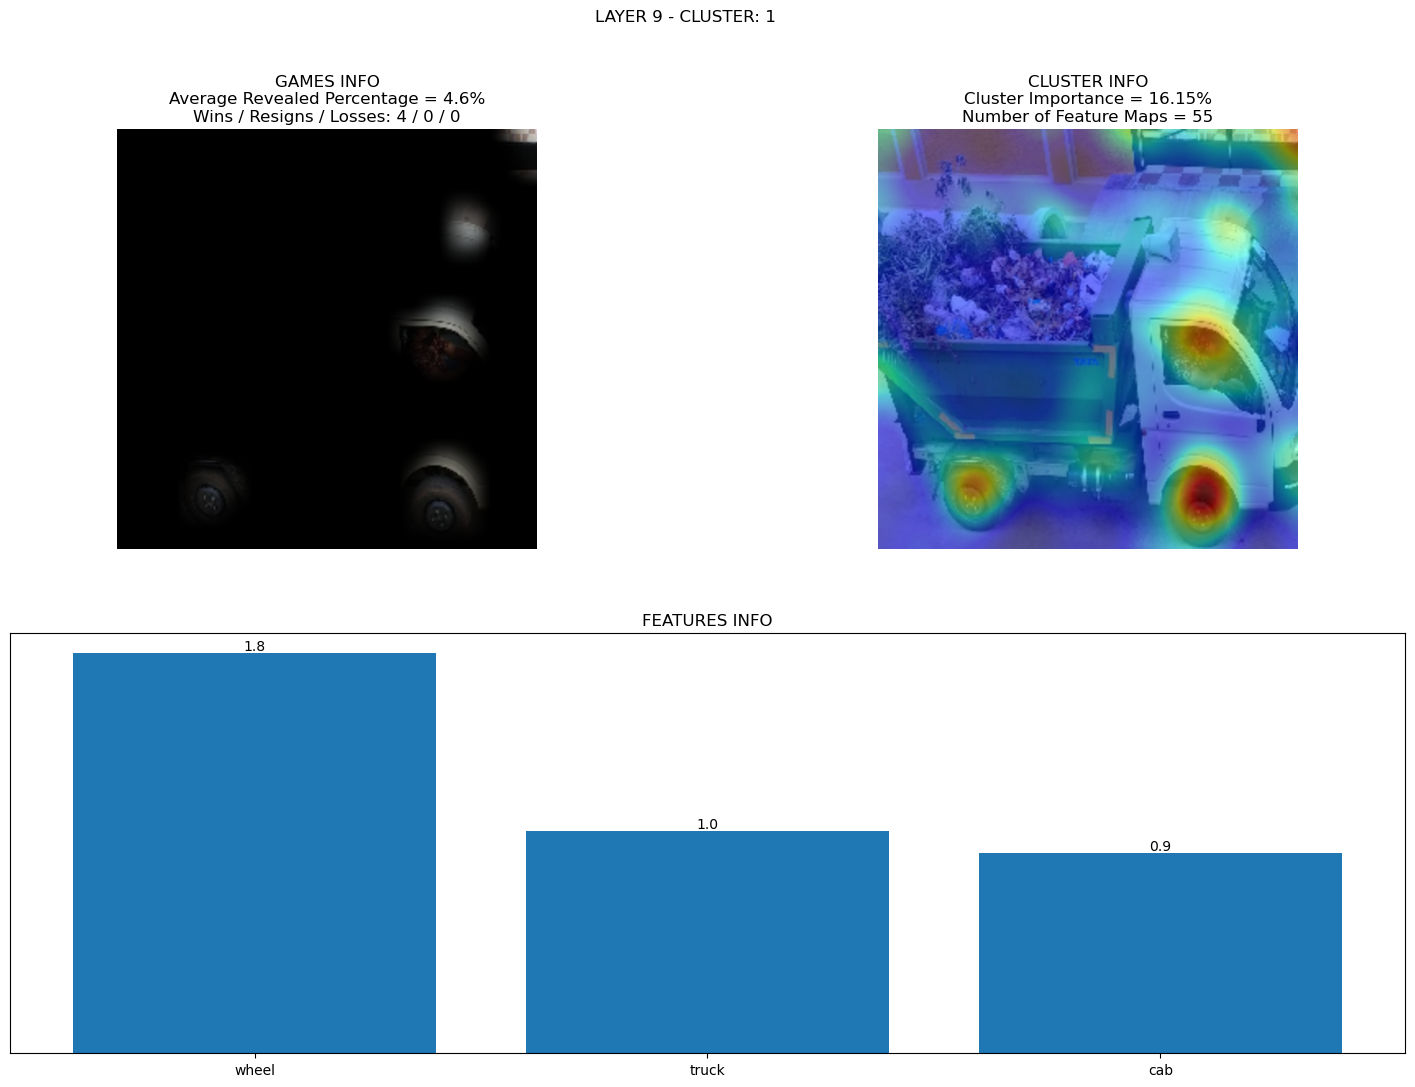 LAYER 9 - CLUSTER: 1
GAMES INFO
Average Revealed Percentage = 4.6%
Wins / Resigns / Losses: 4 / 0 / 0
CLUSTER INFO
Cluster Importance = 16.15%
Number of Feature Maps = 55
FEATURES INFO
1.8
1.0
0.9
wheel
truck
cab